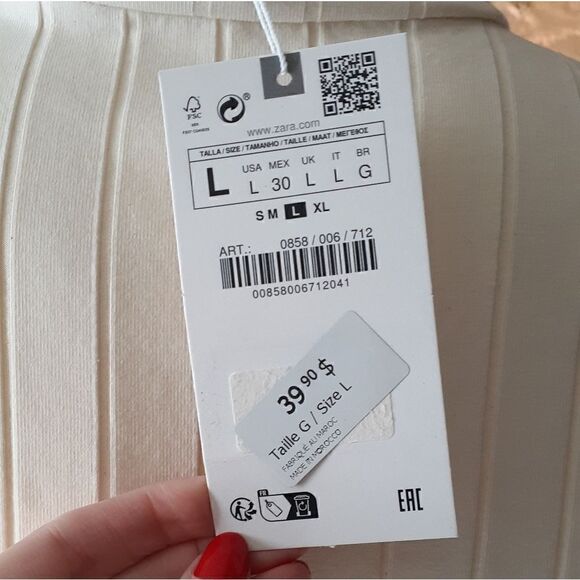 FSC
www.zara.com
TALLA / SIZE / TAMANHO / TAILLE / MAAT / ΜΕΓΕΘΟΣ
L
USA MEX UK IT BR
L 30 L L G
S M L XL
ART.: 0858 / 006 / 712
00858006712041
39 90 $
Taille G / Size L
FABRIQUÉ AU MAROC
MADE IN MOROCCO
FR
EAC